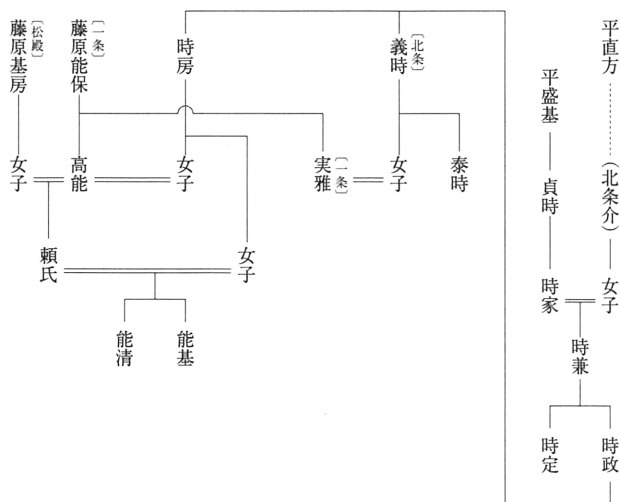 平直方
（北条介）
女子
平盛基
貞時
時家
時兼
時政
時定
〔北条〕
義時
泰時
女子
〔一条〕
実雅
時房
女子
女子
〔一条〕
藤原能保
高能
〔松殿〕
藤原基房
女子
頼氏
能基
能清